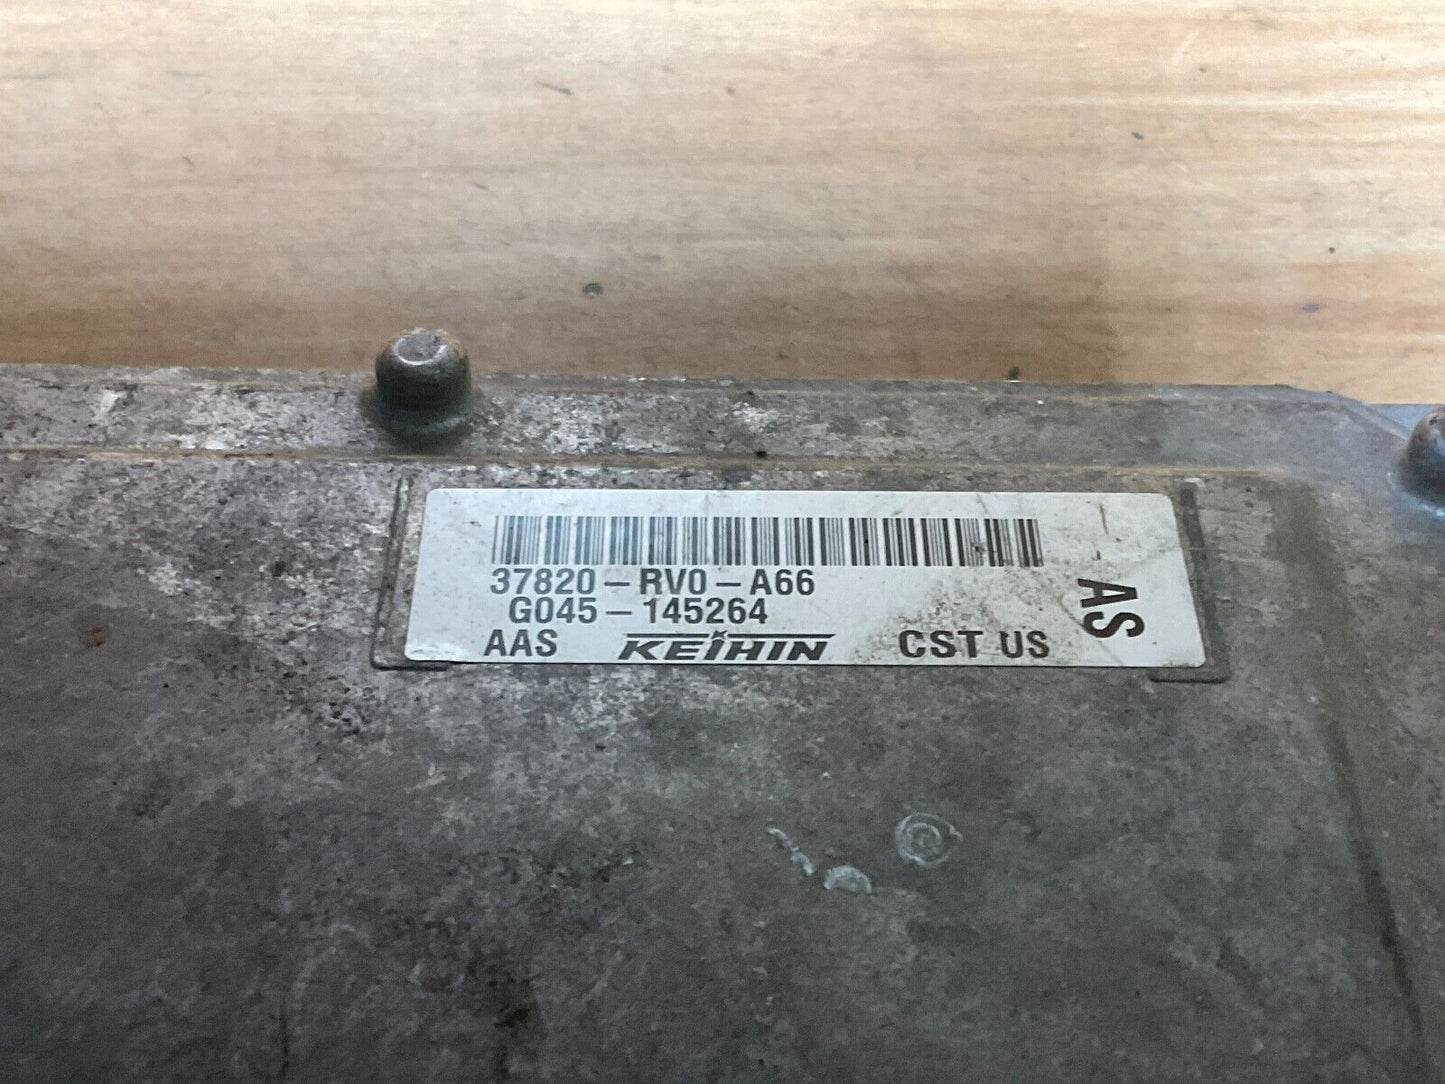 37820-RV0-A66
G045-145264
AAS KEIHIN CST US
AS